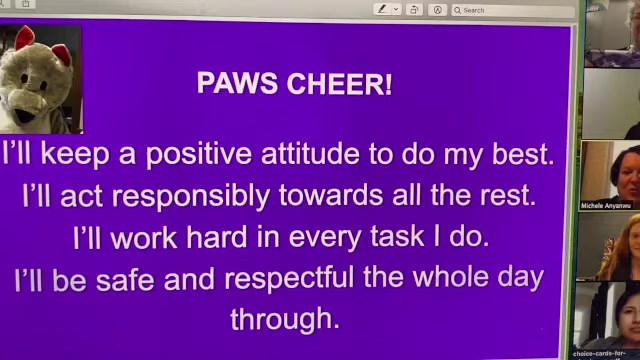 Search
PAWS CHEER!
I'll keep a positive attitude to do my best.
I'll act responsibly towards all the rest.
I'll work hard in every task I do.
I'll be safe and respectful the whole day
through.
Michele Anyanwu
choice-cards-for-